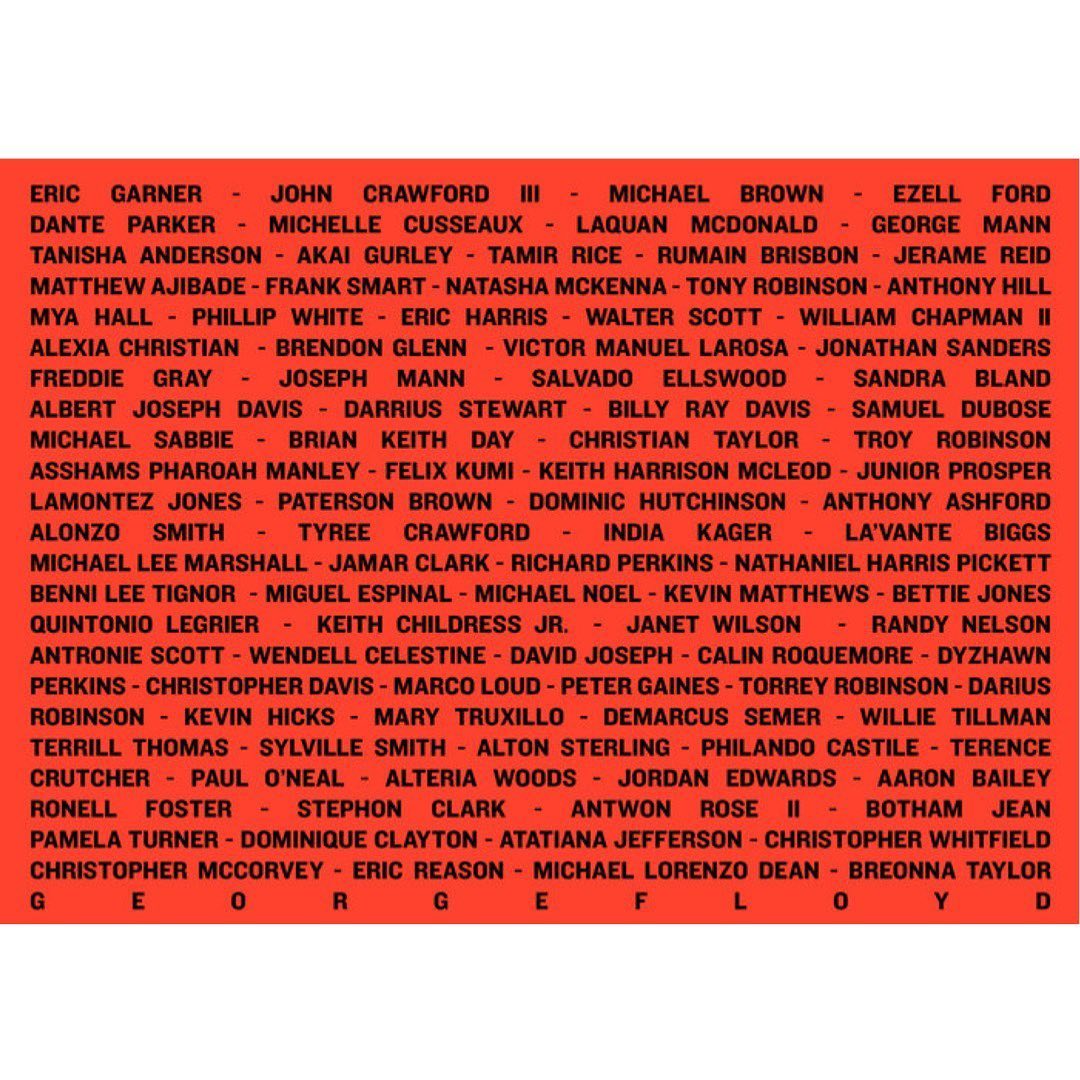 ERIC GARNER - JOHN CRAWFORD III - MICHAEL BROWN - EZELL FORD
DANTE PARKER - MICHELLE CUSSEAUX - LAQUAN MCDONALD - GEORGE MANN
TANISHA ANDERSON - AKAI GURLEY - TAMIR RICE - RUMAIN BRISBON - JERAME REID
MATTHEW AJIBADE - FRANK SMART - NATASHA MCKENNA - TONY ROBINSON - ANTHONY HILL
MYA HALL - PHILLIP WHITE - ERIC HARRIS - WALTER SCOTT - WILLIAM CHAPMAN II
ALEXIA CHRISTIAN - BRENDON GLENN - VICTOR MANUEL LAROSA - JONATHAN SANDERS
FREDDIE GRAY - JOSEPH MANN - SALVADO ELLSWOOD - SANDRA BLAND
ALBERT JOSEPH DAVIS - DARRIUS STEWART - BILLY RAY DAVIS - SAMUEL DUBOSE
MICHAEL SABBIE - BRIAN KEITH DAY - CHRISTIAN TAYLOR - TROY ROBINSON
ASSHAMS PHAROAH MANLEY - FELIX KUMI - KEITH HARRISON MCLEOD - JUNIOR PROSPER
LAMONTEZ JONES - PATERSON BROWN - DOMINIC HUTCHINSON - ANTHONY ASHFORD
ALONZO SMITH - TYREE CRAWFORD - INDIA KAGER - LA'VANTE BIGGS
MICHAEL LEE MARSHALL - JAMAR CLARK - RICHARD PERKINS - NATHANIEL HARRIS PICKETT
BENNI LEE TIGNOR - MIGUEL ESPINAL - MICHAEL NOEL - KEVIN MATTHEWS - BETTIE JONES
QUINTONIO LEGRIER - KEITH CHILDRESS JR. - JANET WILSON - RANDY NELSON
ANTRONIE SCOTT - WENDELL CELESTINE - DAVID JOSEPH - CALIN ROQUEMORE - DYZHAWN
PERKINS - CHRISTOPHER DAVIS - MARCO LOUD - PETER GAINES - TORREY ROBINSON - DARIUS
ROBINSON - KEVIN HICKS - MARY TRUXILLO - DEMARCUS SEMER - WILLIE TILLMAN
TERRILL THOMAS - SYLVILLE SMITH - ALTON STERLING - PHILANDO CASTILE - TERENCE
CRUTCHER - PAUL O'NEAL - ALTERIA WOODS - JORDAN EDWARDS - AARON BAILEY
RONELL FOSTER - STEPHON CLARK - ANTWON ROSE II - BOTHAM JEAN
PAMELA TURNER - DOMINIQUE CLAYTON - ATATIANA JEFFERSON - CHRISTOPHER WHITFIELD
CHRISTOPHER MCCORVEY - ERIC REASON - MICHAEL LORENZO DEAN - BREONNA TAYLOR
G E O R G E F L O Y D